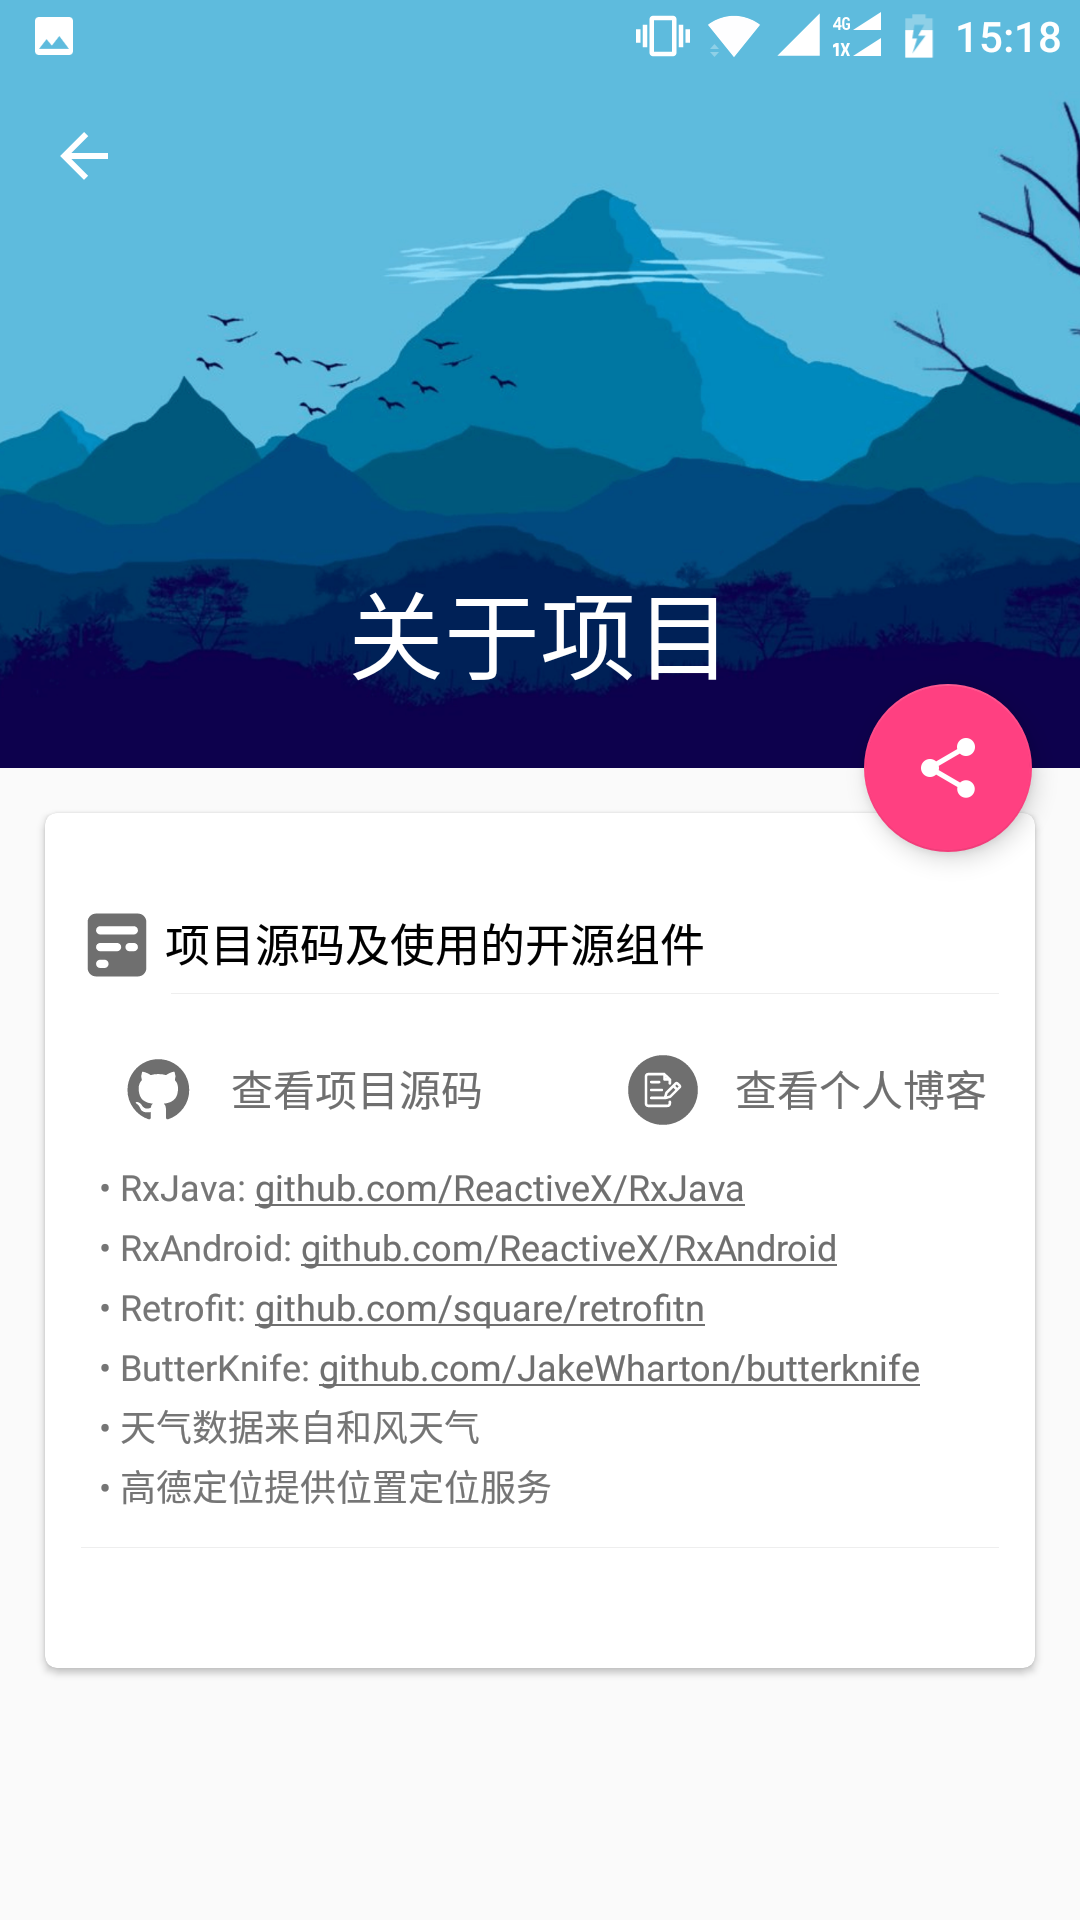 4G
1X
15:18
关于项目
项目源码及使用的开源组件
查看项目源码 查看个人博客
• RxJava: github.com/ReactiveX/RxJava
• RxAndroid: github.com/ReactiveX/RxAndroid
• Retrofit: github.com/square/retrofitn
• ButterKnife: github.com/JakeWharton/butterknife
• 天气数据来自和风天气
• 高德定位提供位置定位服务